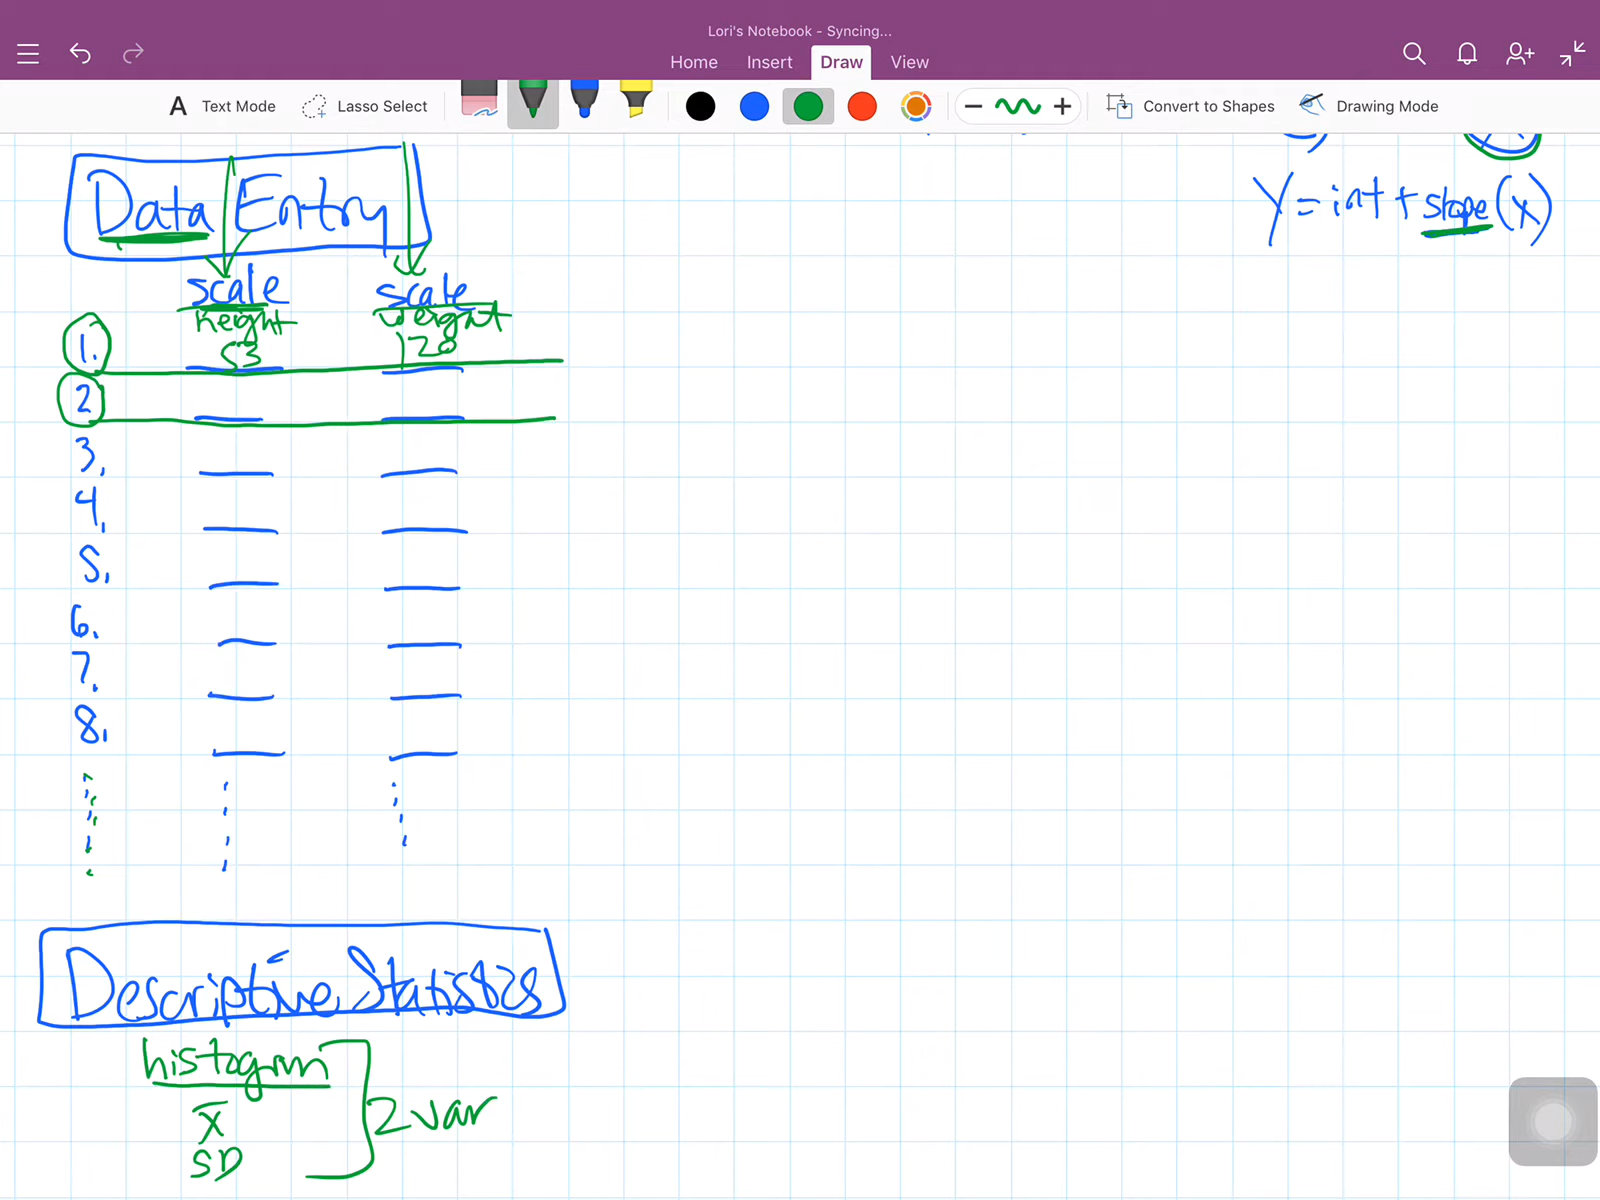 Lori's Notebook - Syncing...
Home Insert Draw View
A Text Mode Lasso Select Convert to Shapes Drawing Mode
Data Entry
Y = int + slope (x)
scale scale
height weight
1. 53 120
2
3.
4.
5.
6.
7.
8.
Descriptive Statistics
histogram
x̄
SD
2 var